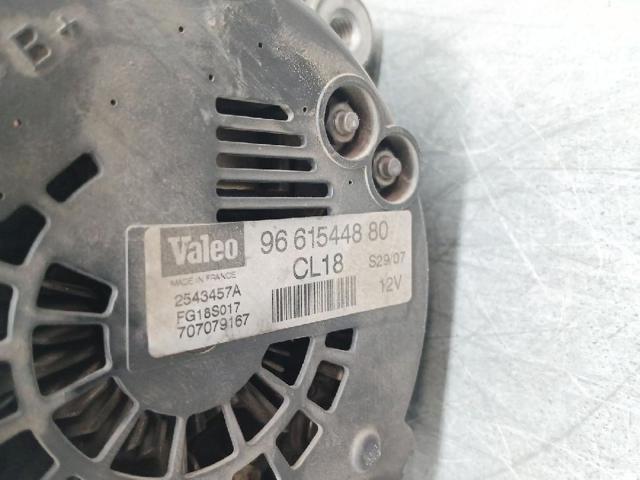 B+
Valeo 96 615448 80
MADE IN FRANCE CL18 S29/07
2543457A 12V
FG18S017
707079167